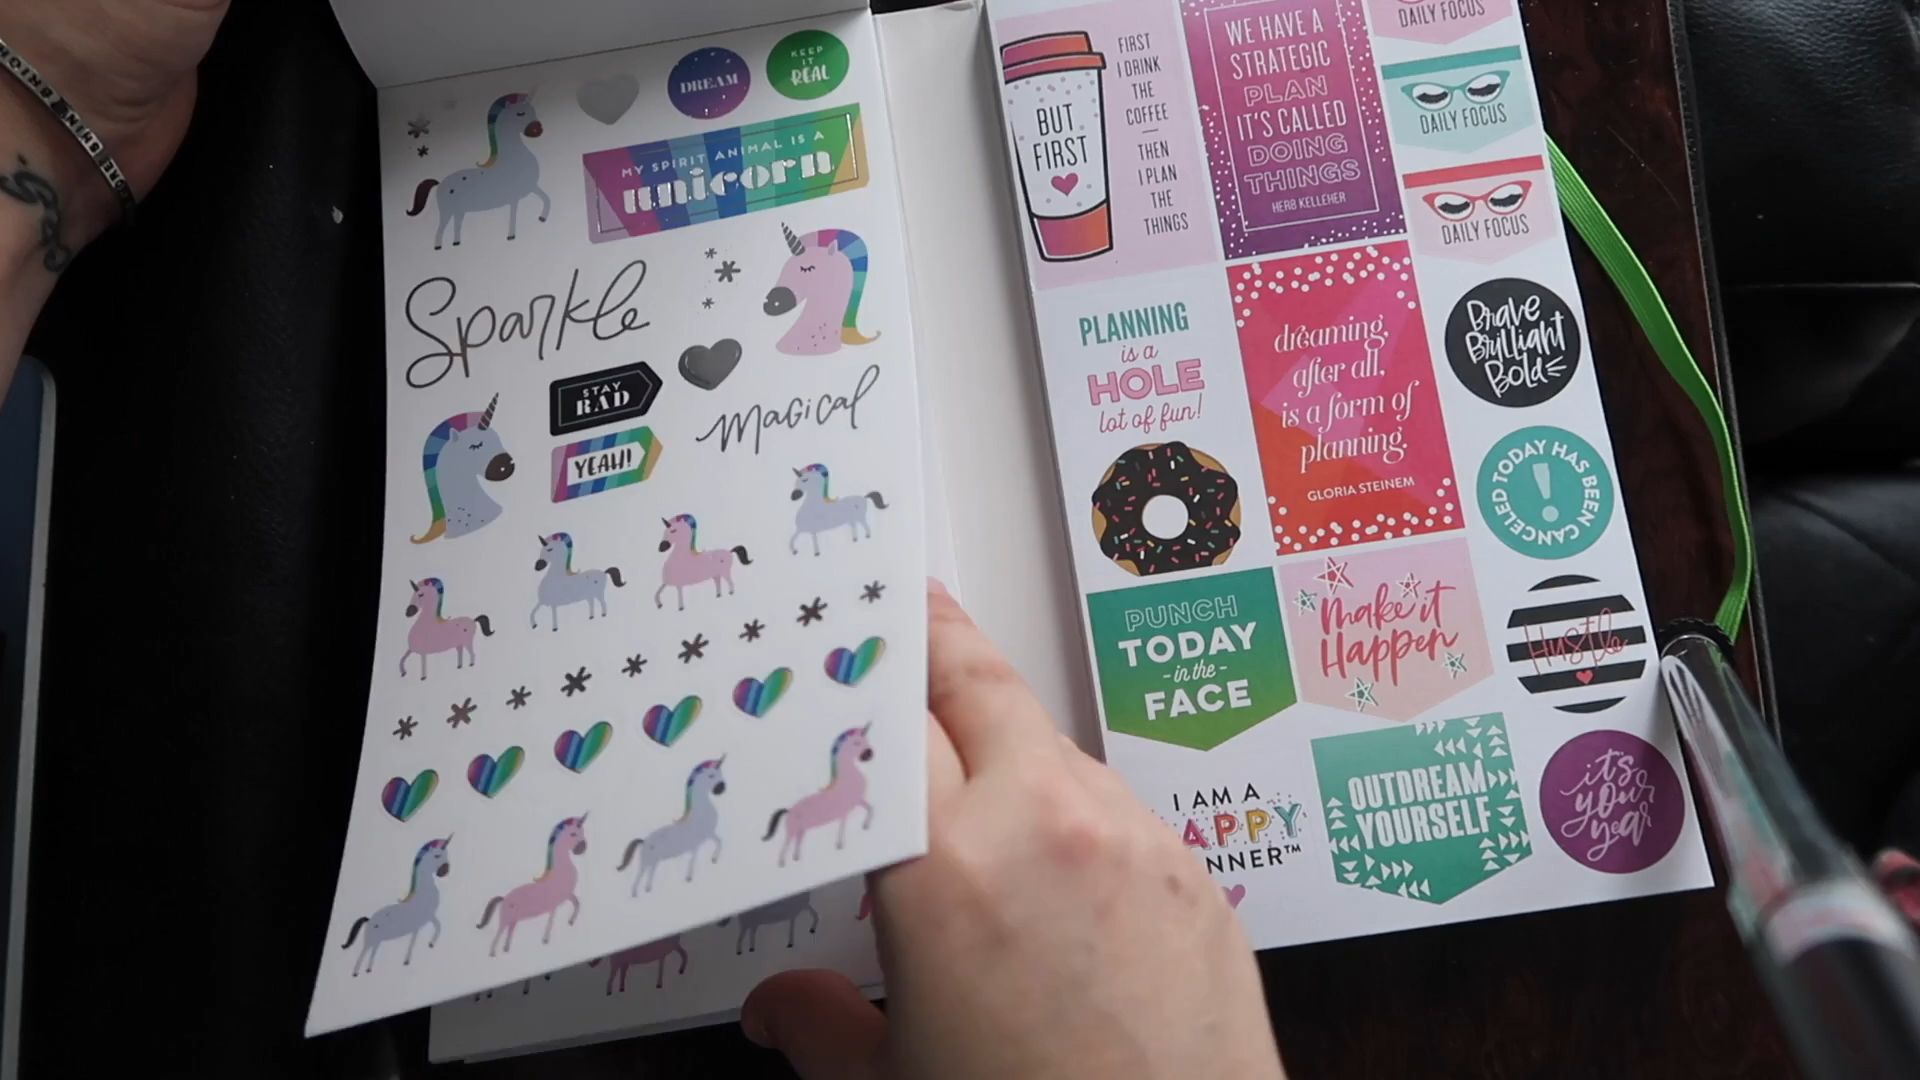 DREAM
KEEP
IT
REAL
MY SPIRIT ANIMAL IS A
unicorn
Sparkle
STAY
RAD
YEAH!
magical
BUT
FIRST
FIRST
I DRINK
THE
COFFEE
—
THEN
I PLAN
THE
THINGS
WE HAVE A
STRATEGIC
PLAN
IT'S CALLED
DOING
THINGS
HERB KELLEHER
DAILY FOCUS
DAILY FOCUS
DAILY FOCUS
PLANNING
is a
HOLE
lot of fun!
dreaming,
after all,
is a form of
planning.
GLORIA STEINEM
Brave
Brilliant
Bold
TODAY HAS BEEN CANCELED
!
PUNCH
TODAY
- in the -
FACE
make it
Happen
Hustle
I AM A
APPY
NNER™
OUTDREAM
YOURSELF
it's
your
year